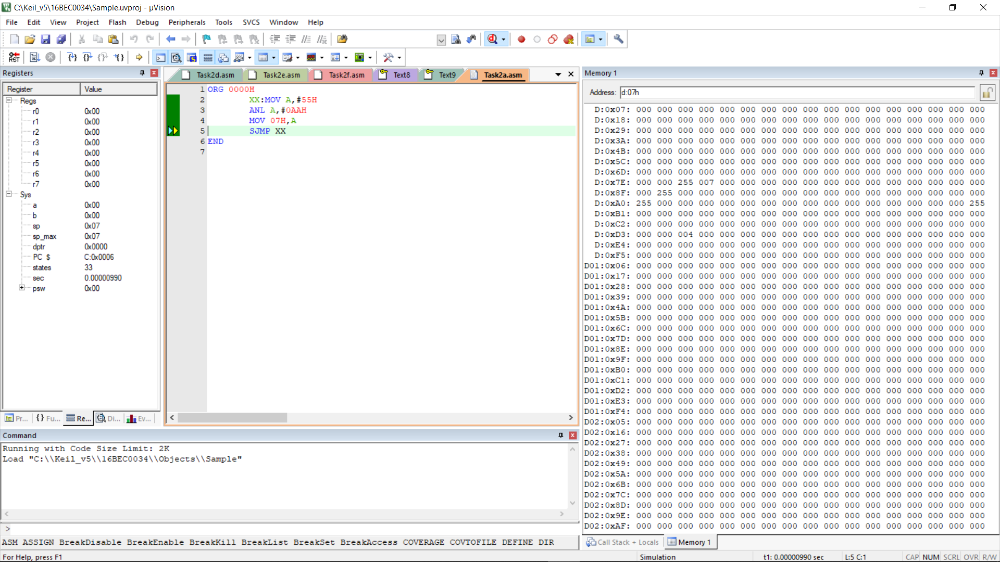 C:\Keil_v5\16BEC0034\Sample.uvproj - µVision
File Edit View Project Flash Debug Peripherals Tools SVCS Window Help
Registers
Register Value
Regs
r0 0x00
r1 0x00
r2 0x00
r3 0x00
r4 0x00
r5 0x00
r6 0x00
r7 0x00
Sys
a 0x00
b 0x00
sp 0x07
sp_max 0x07
dptr 0x0000
PC $ C:0x0006
states 33
sec 0.00000990
psw 0x00
Pr... Fu... Re... Di... Ev...
Task2d.asm Task2e.asm Task2f.asm Text8 Text9 Task2a.asm
1 ORG 0000H
2 XX:MOV A,#55H
3 ANL A,#0AAH
4 MOV 07H,A
5 SJMP XX
6 END
7
Memory 1
Address: d:07h
D:0x07: 000 000 000 000 000 000 000 000 000 000 000 000 000 000 000 000 000
D:0x18: 000 000 000 000 000 000 000 000 000 000 000 000 000 000 000 000 000
D:0x29: 000 000 000 000 000 000 000 000 000 000 000 000 000 000 000 000 000
D:0x3A: 000 000 000 000 000 000 000 000 000 000 000 000 000 000 000 000 000
D:0x4B: 000 000 000 000 000 000 000 000 000 000 000 000 000 000 000 000 000
D:0x5C: 000 000 000 000 000 000 000 000 000 000 000 000 000 000 000 000 000
D:0x6D: 000 000 000 000 000 000 000 000 000 000 000 000 000 000 000 000 000
D:0x7E: 000 000 255 007 000 000 000 000 000 000 000 000 000 000 000 000 000
D:0x8F: 000 255 000 000 000 000 000 000 000 000 000 000 000 000 000 000 000
D:0xA0: 255 000 000 000 000 000 000 000 000 000 000 000 000 000 000 000 255
D:0xB1: 000 000 000 000 000 000 000 000 000 000 000 000 000 000 000 000 000
D:0xC2: 000 000 000 000 000 000 000 000 000 000 000 000 000 000 000 000 000
D:0xD3: 000 000 004 000 000 000 000 000 000 000 000 000 000 000 000 000 000
D:0xE4: 000 000 000 000 000 000 000 000 000 000 000 000 000 000 000 000 000
D:0xF5: 000 000 000 000 000 000 000 000 000 000 000 000 000 000 000 000 000
D01:0x06: 000 000 000 000 000 000 000 000 000 000 000 000 000 000 000 000 000
D01:0x17: 000 000 000 000 000 000 000 000 000 000 000 000 000 000 000 000 000
D01:0x28: 000 000 000 000 000 000 000 000 000 000 000 000 000 000 000 000 000
D01:0x39: 000 000 000 000 000 000 000 000 000 000 000 000 000 000 000 000 000
D01:0x4A: 000 000 000 000 000 000 000 000 000 000 000 000 000 000 000 000 000
D01:0x5B: 000 000 000 000 000 000 000 000 000 000 000 000 000 000 000 000 000
D01:0x6C: 000 000 000 000 000 000 000 000 000 000 000 000 000 000 000 000 000
D01:0x7D: 000 000 000 000 000 000 000 000 000 000 000 000 000 000 000 000 000
D01:0x8E: 000 000 000 000 000 000 000 000 000 000 000 000 000 000 000 000 000
D01:0x9F: 000 000 000 000 000 000 000 000 000 000 000 000 000 000 000 000 000
D01:0xB0: 000 000 000 000 000 000 000 000 000 000 000 000 000 000 000 000 000
D01:0xC1: 000 000 000 000 000 000 000 000 000 000 000 000 000 000 000 000 000
D01:0xD2: 000 000 000 000 000 000 000 000 000 000 000 000 000 000 000 000 000
D01:0xE3: 000 000 000 000 000 000 000 000 000 000 000 000 000 000 000 000 000
D01:0xF4: 000 000 000 000 000 000 000 000 000 000 000 000 000 000 000 000 000
D02:0x05: 000 000 000 000 000 000 000 000 000 000 000 000 000 000 000 000 000
D02:0x16: 000 000 000 000 000 000 000 000 000 000 000 000 000 000 000 000 000
D02:0x27: 000 000 000 000 000 000 000 000 000 000 000 000 000 000 000 000 000
D02:0x38: 000 000 000 000 000 000 000 000 000 000 000 000 000 000 000 000 000
D02:0x49: 000 000 000 000 000 000 000 000 000 000 000 000 000 000 000 000 000
D02:0x5A: 000 000 000 000 000 000 000 000 000 000 000 000 000 000 000 000 000
D02:0x6B: 000 000 000 000 000 000 000 000 000 000 000 000 000 000 000 000 000
D02:0x7C: 000 000 000 000 000 000 000 000 000 000 000 000 000 000 000 000 000
D02:0x8D: 000 000 000 000 000 000 000 000 000 000 000 000 000 000 000 000 000
D02:0x9E: 000 000 000 000 000 000 000 000 000 000 000 000 000 000 000 000 000
D02:0xAF: 000 000 000 000 000 000 000 000 000 000 000 000 000 000 000 000 000
Call Stack + Locals Memory 1
Command
Running with Code Size Limit: 2K
Load "C:\\Keil_v5\\16BEC0034\\Objects\\Sample"
>
ASM ASSIGN BreakDisable BreakEnable BreakKill BreakList BreakSet BreakAccess COVERAGE COVTOFILE DEFINE DIR
For Help, press F1 Simulation t1: 0.00000990 sec L:5 C:1 CAP NUM SCRL OVR R/W